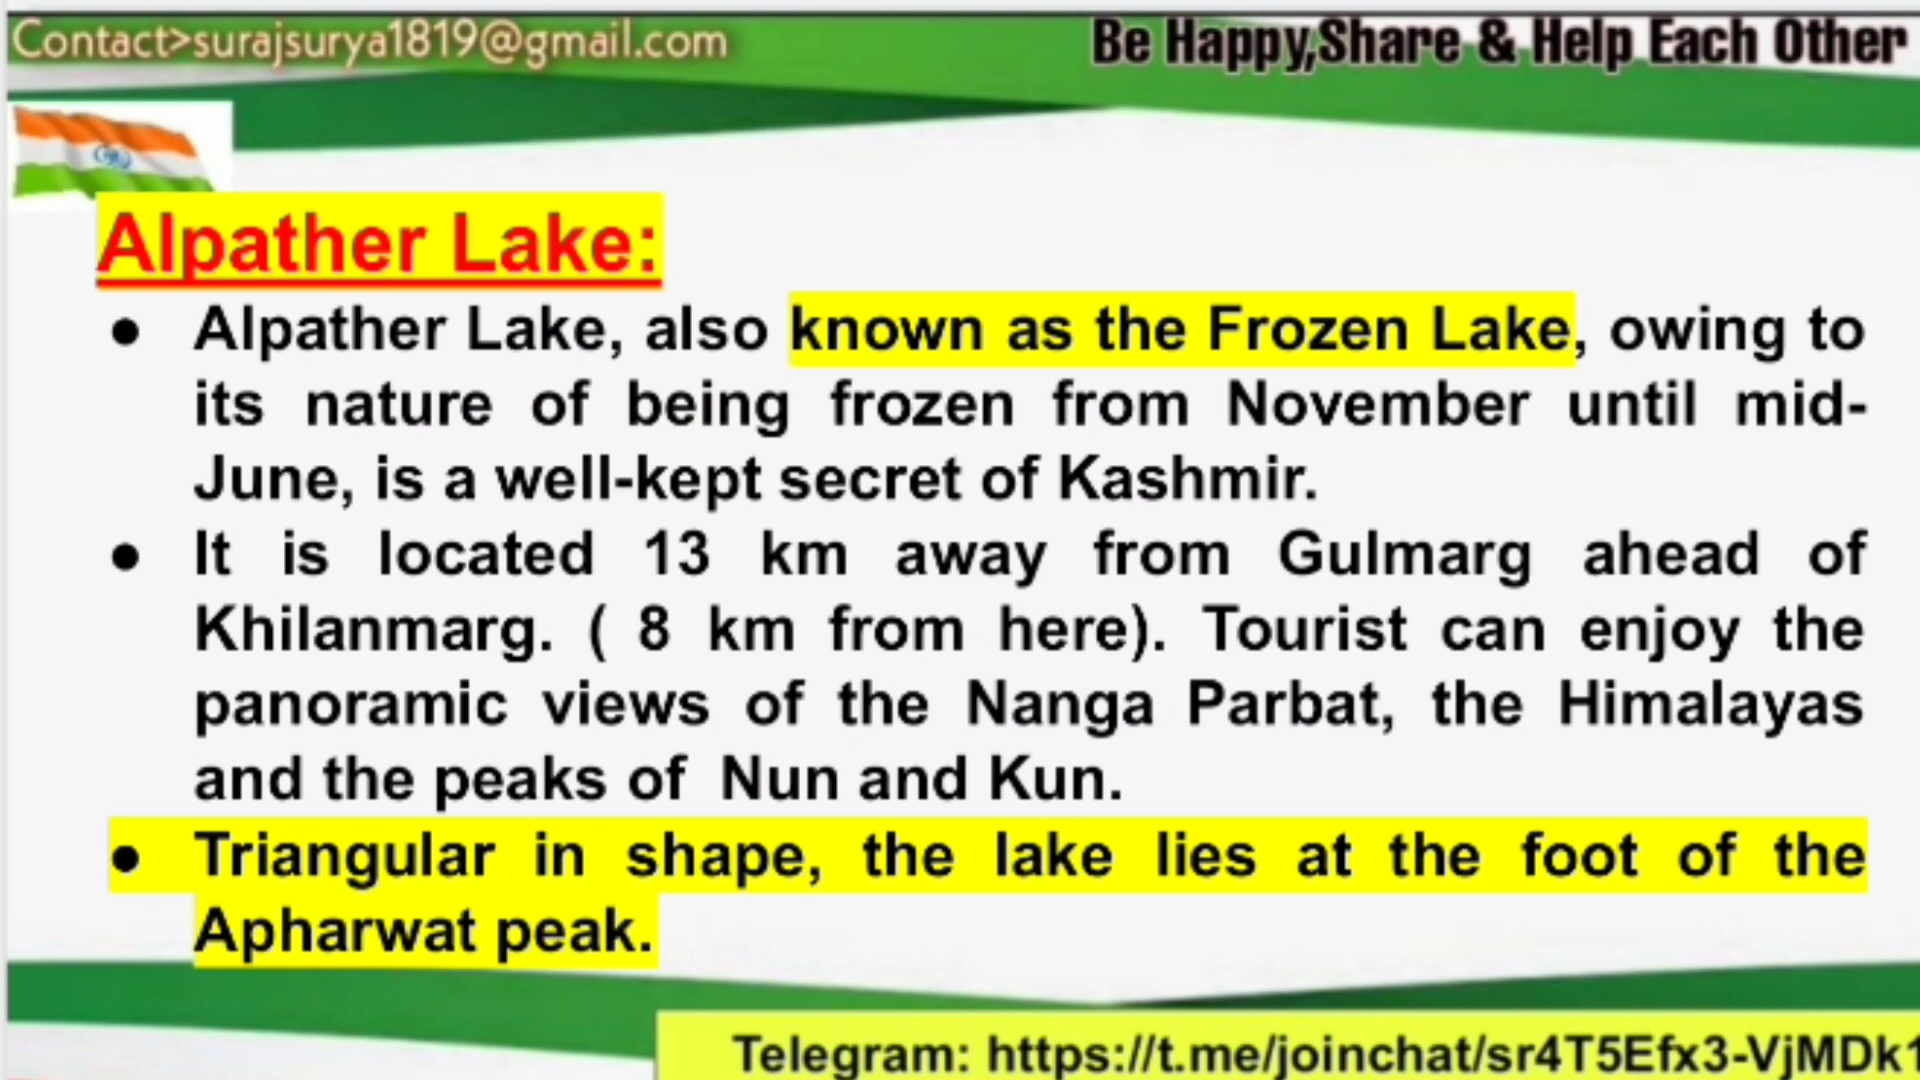 Contact>surajsurya1819@gmail.com
Be Happy,Share & Help Each Other
Alpather Lake:
● Alpather Lake, also known as the Frozen Lake, owing to
its nature of being frozen from November until mid-
June, is a well-kept secret of Kashmir.
● It is located 13 km away from Gulmarg ahead of
Khilanmarg. ( 8 km from here). Tourist can enjoy the
panoramic views of the Nanga Parbat, the Himalayas
and the peaks of Nun and Kun.
● Triangular in shape, the lake lies at the foot of the
Apharwat peak.
Telegram: https://t.me/joinchat/sr4T5Efx3-VjMDk1